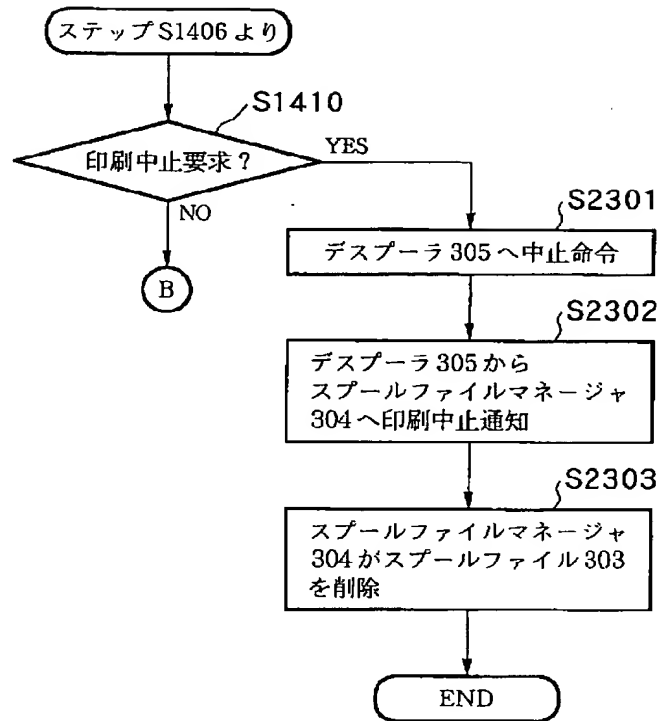 ステップS1406より
S1410
印刷中止要求？
YES
NO
B
S2301
デスプーラ305へ中止命令
S2302
デスプーラ305から
スプールファイルマネージャ
304へ印刷中止通知
S2303
スプールファイルマネージャ
304がスプールファイル303
を削除
END